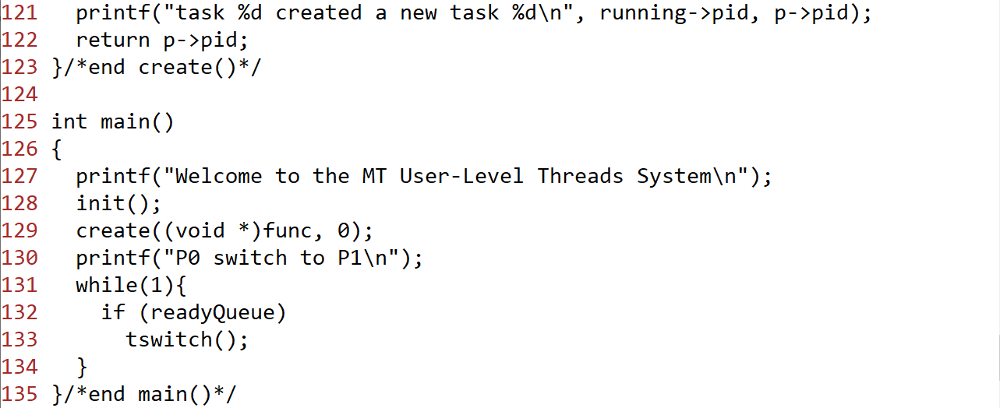 121   printf("task %d created a new task %d\n", running->pid, p->pid);
122   return p->pid;
123 }/*end create()*/
124
125 int main()
126 {
127   printf("Welcome to the MT User-Level Threads System\n");
128   init();
129   create((void *)func, 0);
130   printf("P0 switch to P1\n");
131   while(1){
132     if (readyQueue)
133       tswitch();
134   }
135 }/*end main()*/